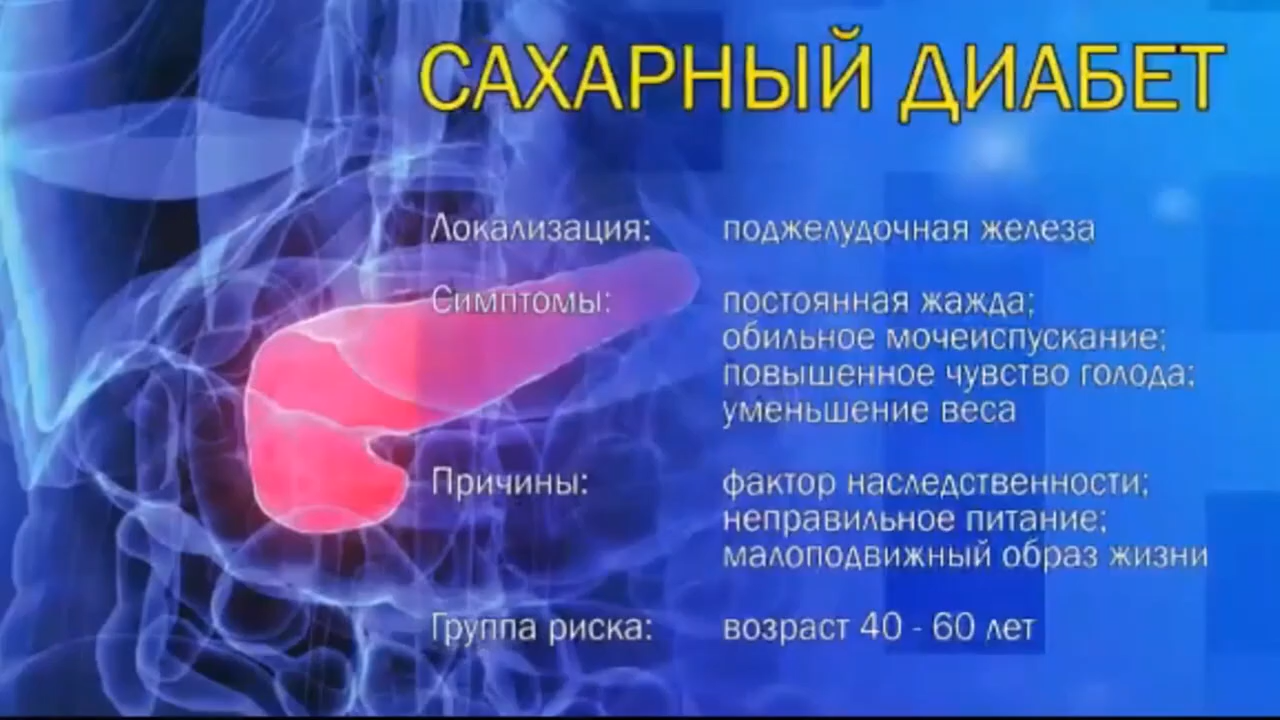 САХАРНЫЙ ДИАБЕТ
Локализация: поджелудочная железа
Симптомы: постоянная жажда;
обильное мочеиспускание;
повышенное чувство голода;
уменьшение веса
Причины: фактор наследственности;
неправильное питание;
малоподвижный образ жизни
Группа риска: возраст 40 - 60 лет